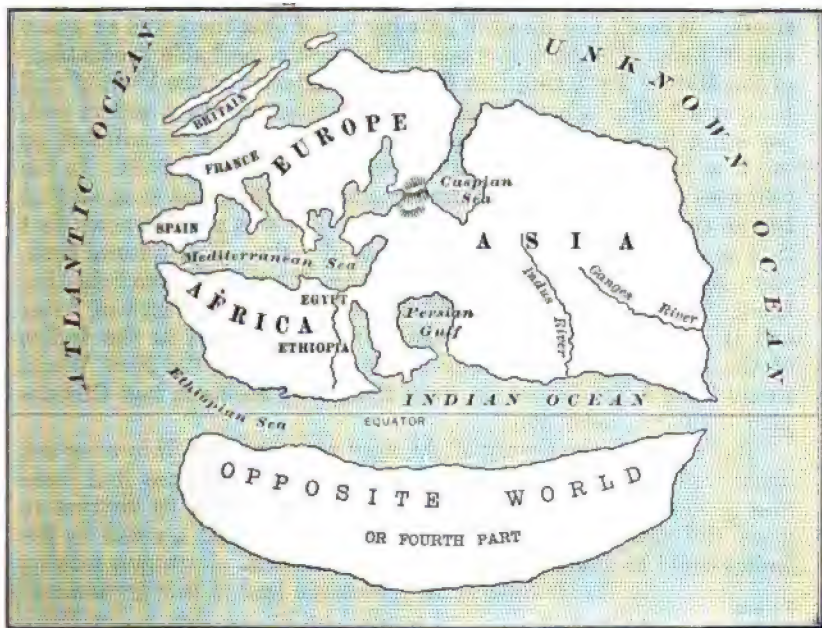 ATLANTIC OCEAN
UNKNOWN OCEAN
BRITAIN
EUROPE
FRANCE
SPAIN
Caspian
Sea
ASIA
Mediterranean Sea
AFRICA
EGYPT
ETHIOPIA
Persian
Gulf
Indus River
Ganges River
Ethiopian Sea
INDIAN OCEAN
EQUATOR
OPPOSITE WORLD
OR FOURTH PART